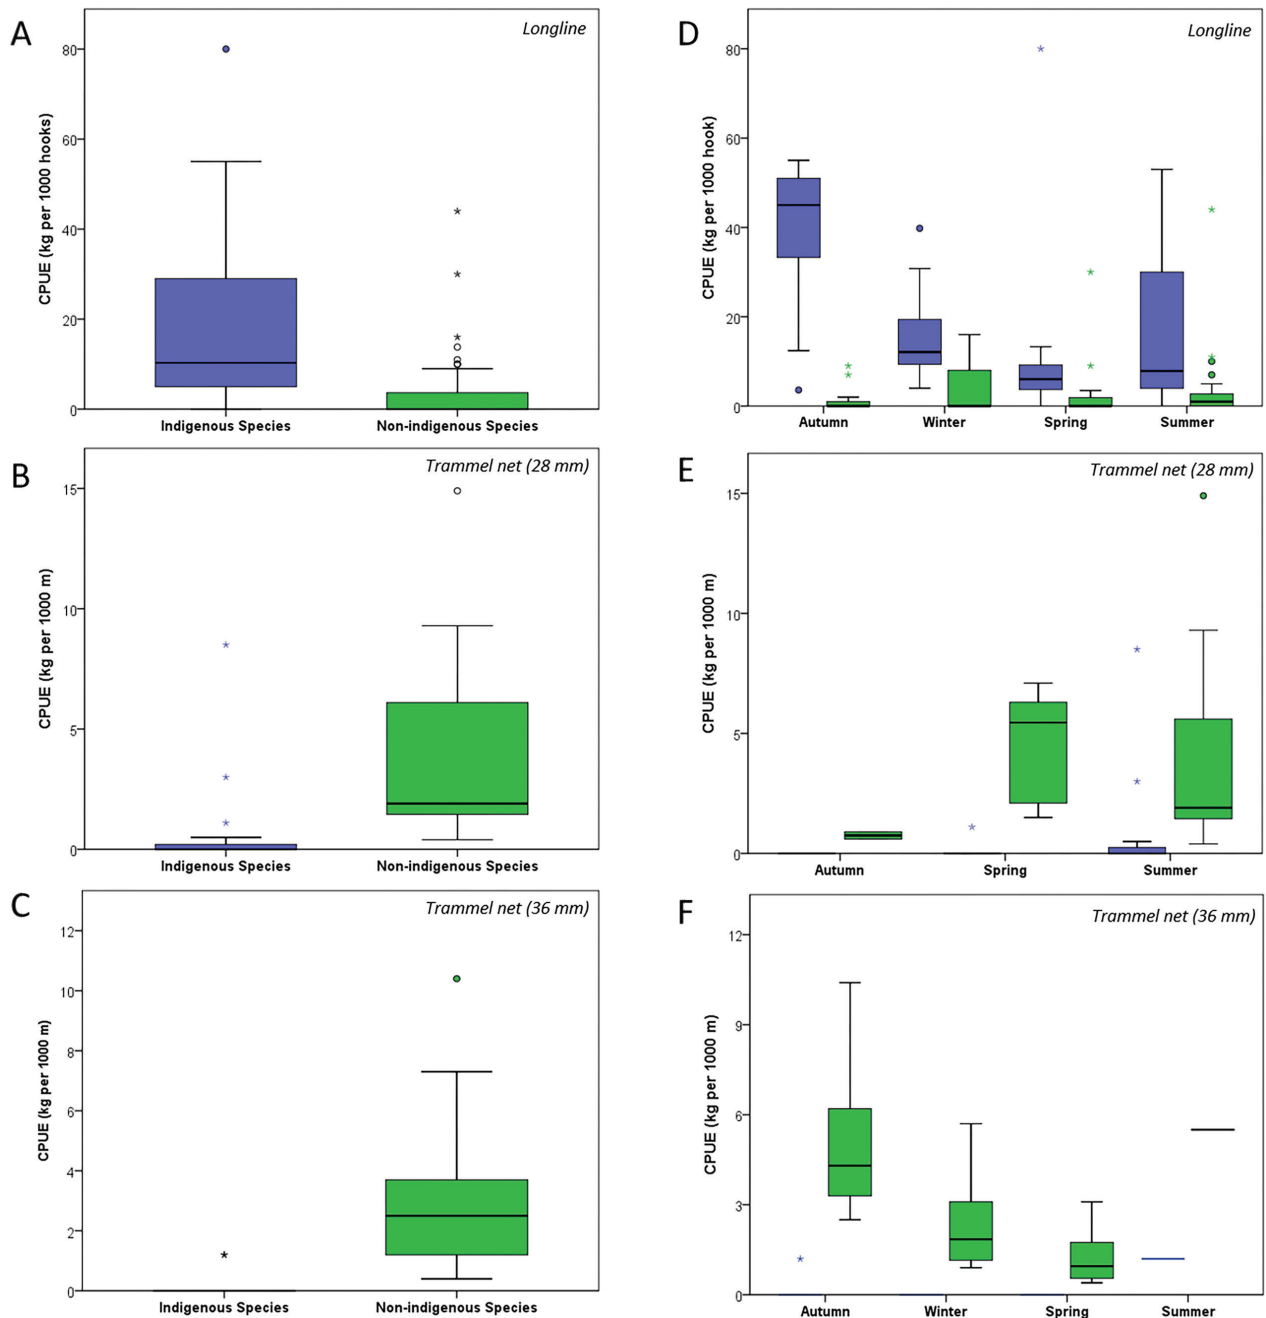 A
Longline
CPUE (kg per 1000 hooks)
80
60
40
20
0
Indigenous Species
Non-indigenous Species
D
Longline
CPUE (kg per 1000 hook)
80
60
40
20
0
Autumn
Winter
Spring
Summer
B
Trammel net (28 mm)
CPUE (kg per 1000 m)
15
10
5
0
Indigenous Species
Non-indigenous Species
E
Trammel net (28 mm)
CPUE (kg per 1000 m)
15
10
5
0
Autumn
Spring
Summer
C
Trammel net (36 mm)
CPUE (kg per 1000 m)
12
10
8
6
4
2
0
Indigenous Species
Non-indigenous Species
F
Trammel net (36 mm)
CPUE (kg per 1000 m)
12
9
6
3
0
Autumn
Winter
Spring
Summer